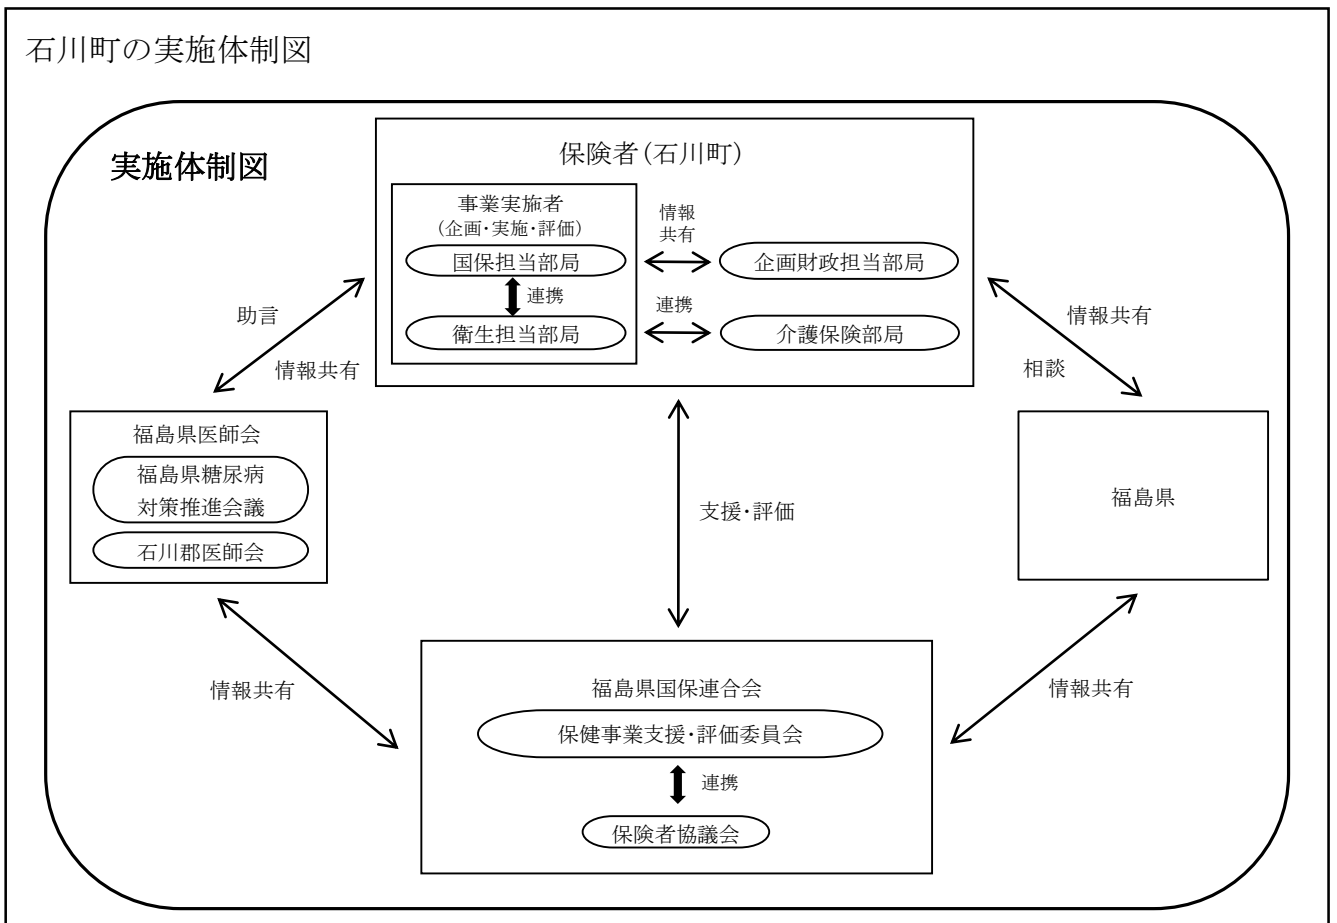 石川町の実施体制図
実施体制図
保険者(石川町)
事業実施者
(企画・実施・評価)
国保担当部局
連携
衛生担当部局
情報
共有
企画財政担当部局
連携
介護保険部局
助言
情報共有
情報共有
相談
福島県医師会
福島県糖尿病
対策推進会議
石川郡医師会
支援・評価
福島県
情報共有
情報共有
福島県国保連合会
保健事業支援・評価委員会
連携
保険者協議会